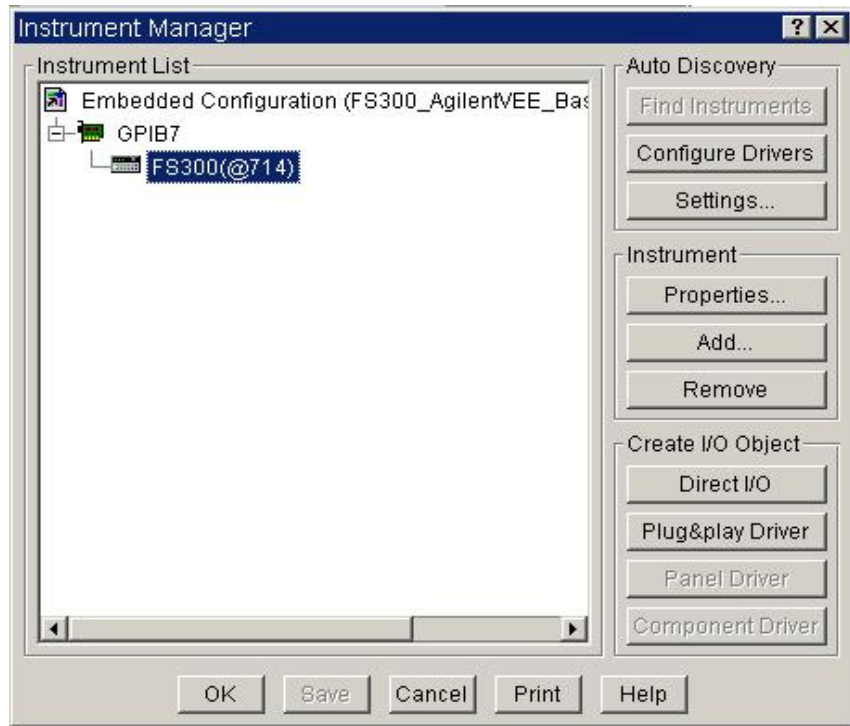 Instrument Manager
Instrument List
Embedded Configuration (FS300_AgilentVEE_Bas
GPIB7
FS300(@714)
Auto Discovery
Find Instruments
Configure Drivers
Settings...
Instrument
Properties...
Add...
Remove
Create I/O Object
Direct I/O
Plug&play Driver
Panel Driver
Component Driver
OK
Save
Cancel
Print
Help